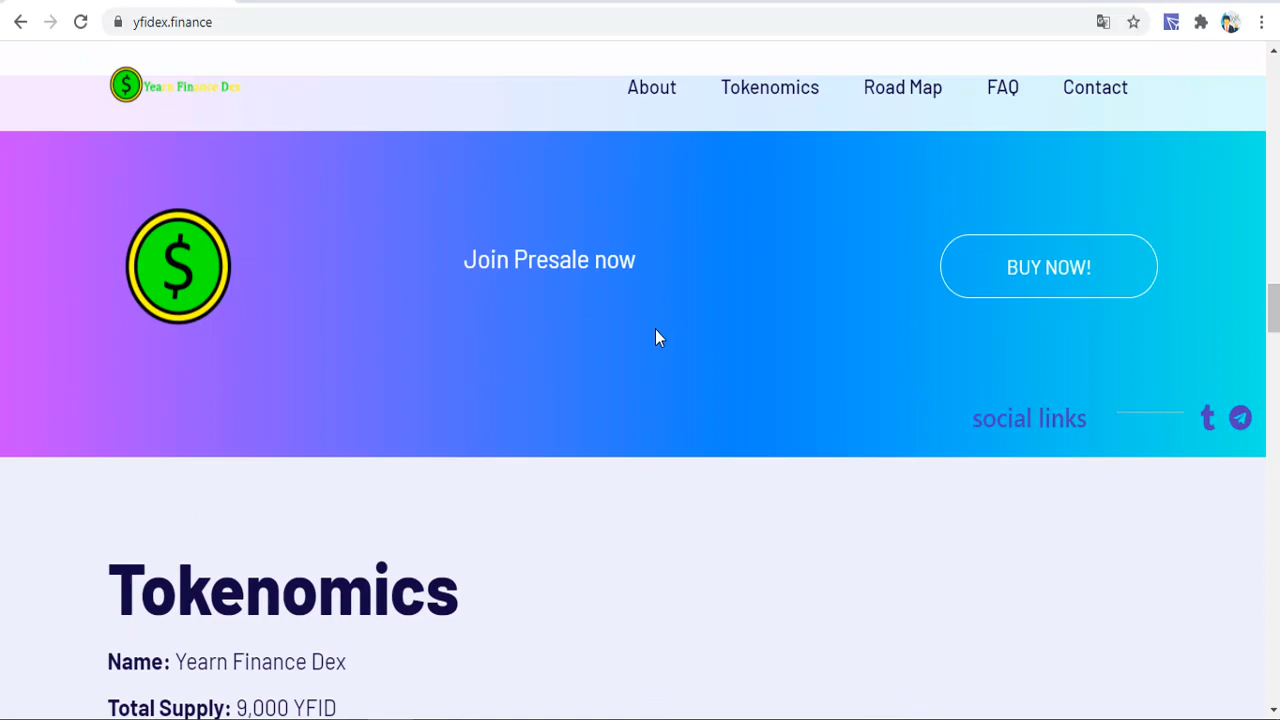 yfidex.finance
Yearn Finance Dex
About Tokenomics Road Map FAQ Contact
$
Join Presale now
BUY NOW!
social links
Tokenomics
Name: Yearn Finance Dex
Total Supply: 9,000 YFID